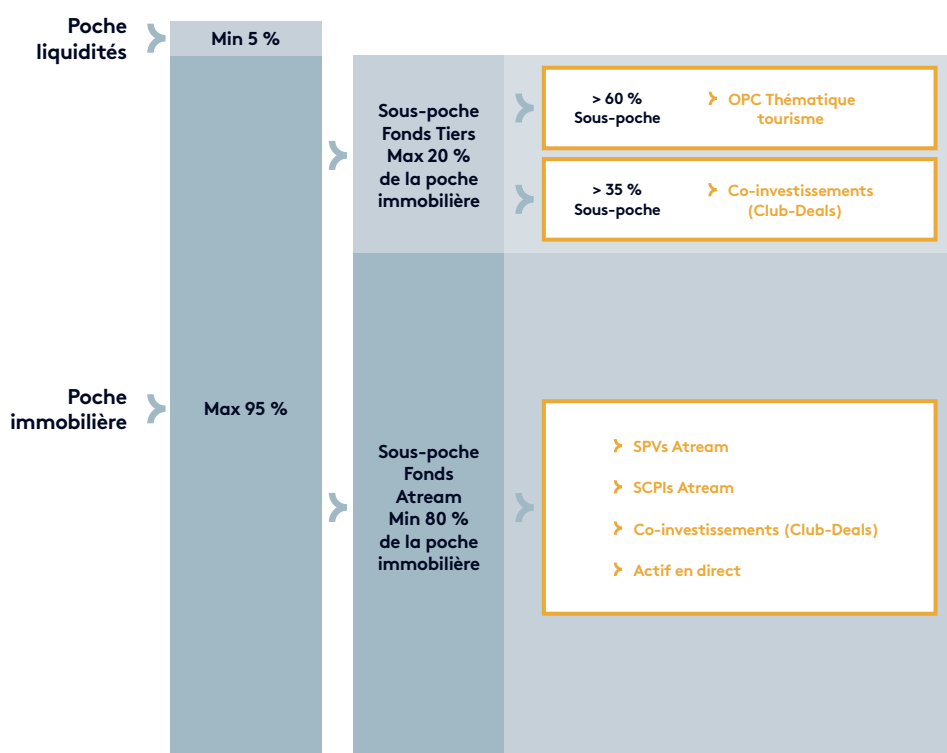 Poche
liquidités
Min 5 %
Sous-poche
Fonds Tiers
Max 20 %
de la poche
immobilière
> 60 %
Sous-poche
OPC Thématique
tourisme
> 35 %
Sous-poche
Co-investissements
(Club-Deals)
Poche
immobilière
Max 95 %
Sous-poche
Fonds
Atream
Min 80 %
de la poche
immobilière
SPVs Atream
SCPIs Atream
Co-investissements (Club-Deals)
Actif en direct